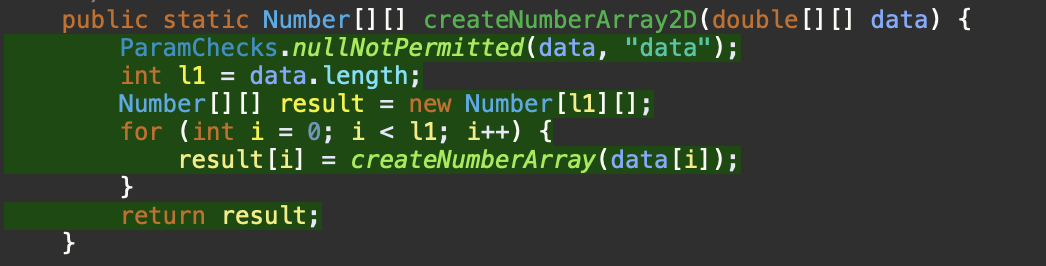 public static Number[][] createNumberArray2D(double[][] data) {
ParamChecks.nullNotPermitted(data, "data");
int l1 = data.length;
Number[][] result = new Number[l1][];
for (int i = 0; i < l1; i++) {
result[i] = createNumberArray(data[i]);
}
return result;
}